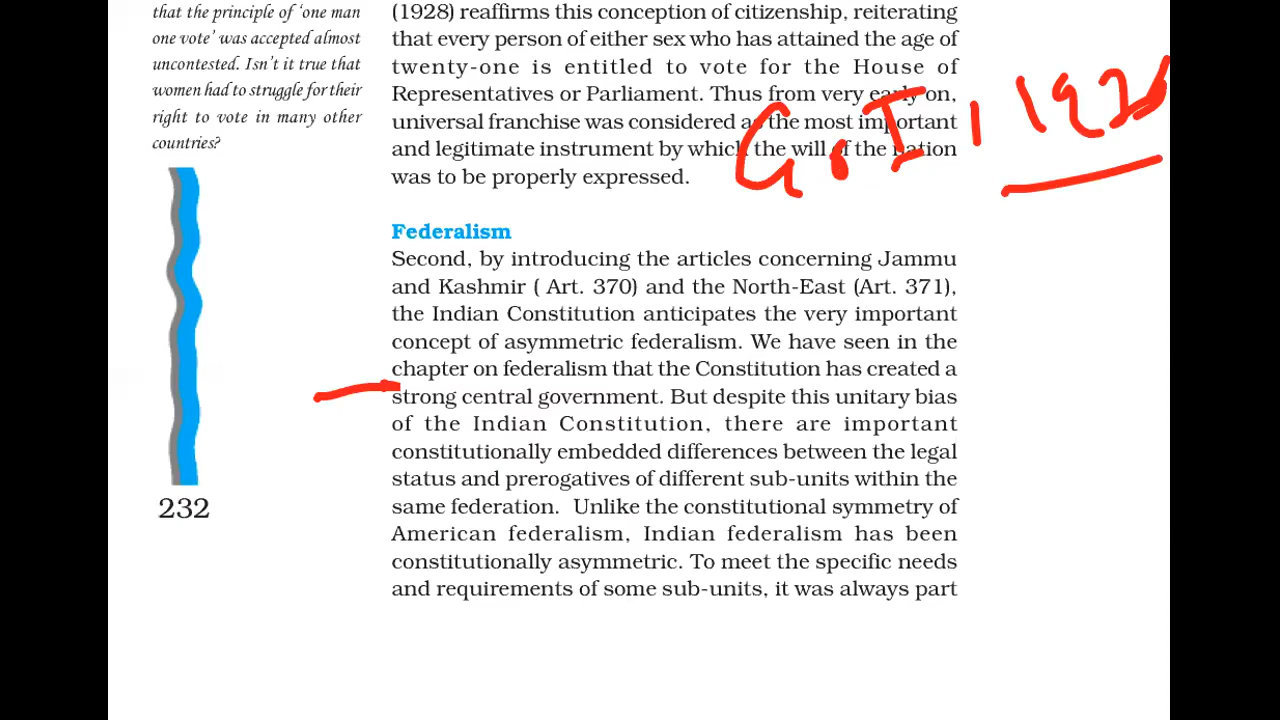 that the principle of ‘one man
one vote’ was accepted almost
uncontested. Isn’t it true that
women had to struggle for their
right to vote in many other
countries?
232
(1928) reaffirms this conception of citizenship, reiterating
that every person of either sex who has attained the age of
twenty-one is entitled to vote for the House of
Representatives or Parliament. Thus from very early on,
universal franchise was considered as the most important
and legitimate instrument by which the will of the nation
was to be properly expressed.
Federalism
Second, by introducing the articles concerning Jammu
and Kashmir ( Art. 370) and the North-East (Art. 371),
the Indian Constitution anticipates the very important
concept of asymmetric federalism. We have seen in the
chapter on federalism that the Constitution has created a
strong central government. But despite this unitary bias
of the Indian Constitution, there are important
constitutionally embedded differences between the legal
status and prerogatives of different sub-units within the
same federation. Unlike the constitutional symmetry of
American federalism, Indian federalism has been
constitutionally asymmetric. To meet the specific needs
and requirements of some sub-units, it was always part
GoI,